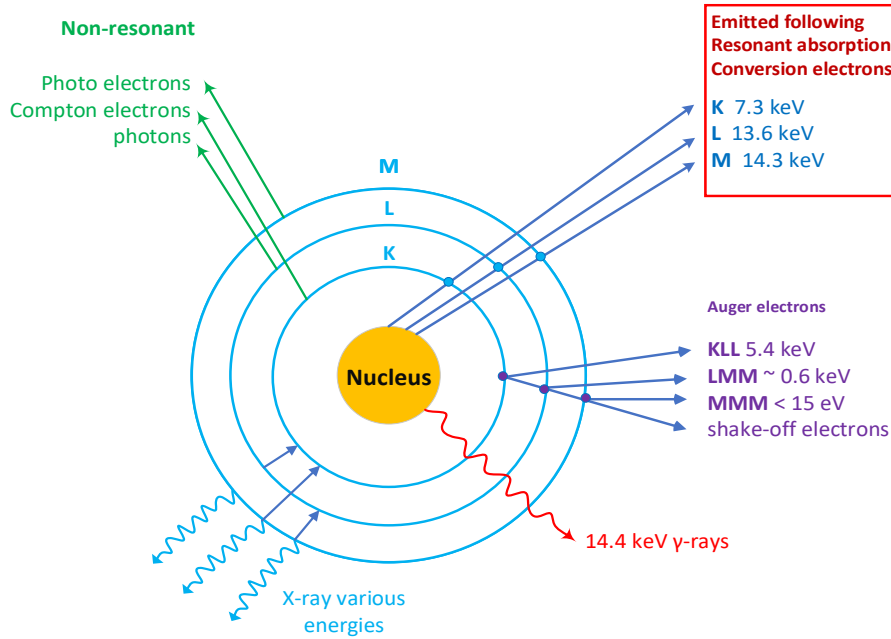 Non-resonant
Photo electrons
Compton electrons
photons
Emitted following
Resonant absorption
Conversion electrons
K 7.3 keV
L 13.6 keV
M 14.3 keV
M
L
K
Nucleus
Auger electrons
KLL 5.4 keV
LMM ~ 0.6 keV
MMM < 15 eV
shake-off electrons
14.4 keV γ-rays
X-ray various
energies